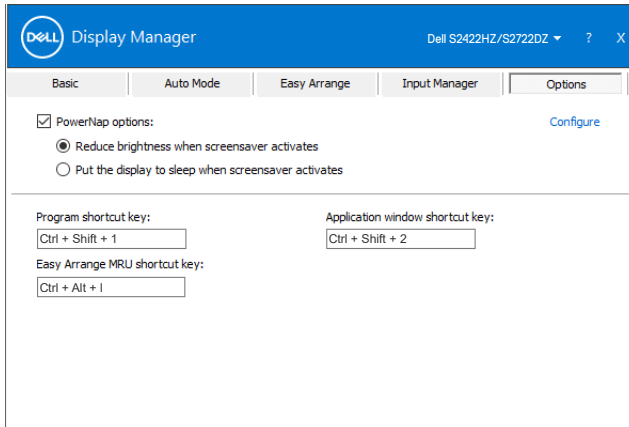 DELL Display Manager Dell S2422HZ/S2722DZ ? X
Basic Auto Mode Easy Arrange Input Manager Options
PowerNap options: Configure
Reduce brightness when screensaver activates
Put the display to sleep when screensaver activates
Program shortcut key: Application window shortcut key:
Ctrl + Shift + 1 Ctrl + Shift + 2
Easy Arrange MRU shortcut key:
Ctrl + Alt + l